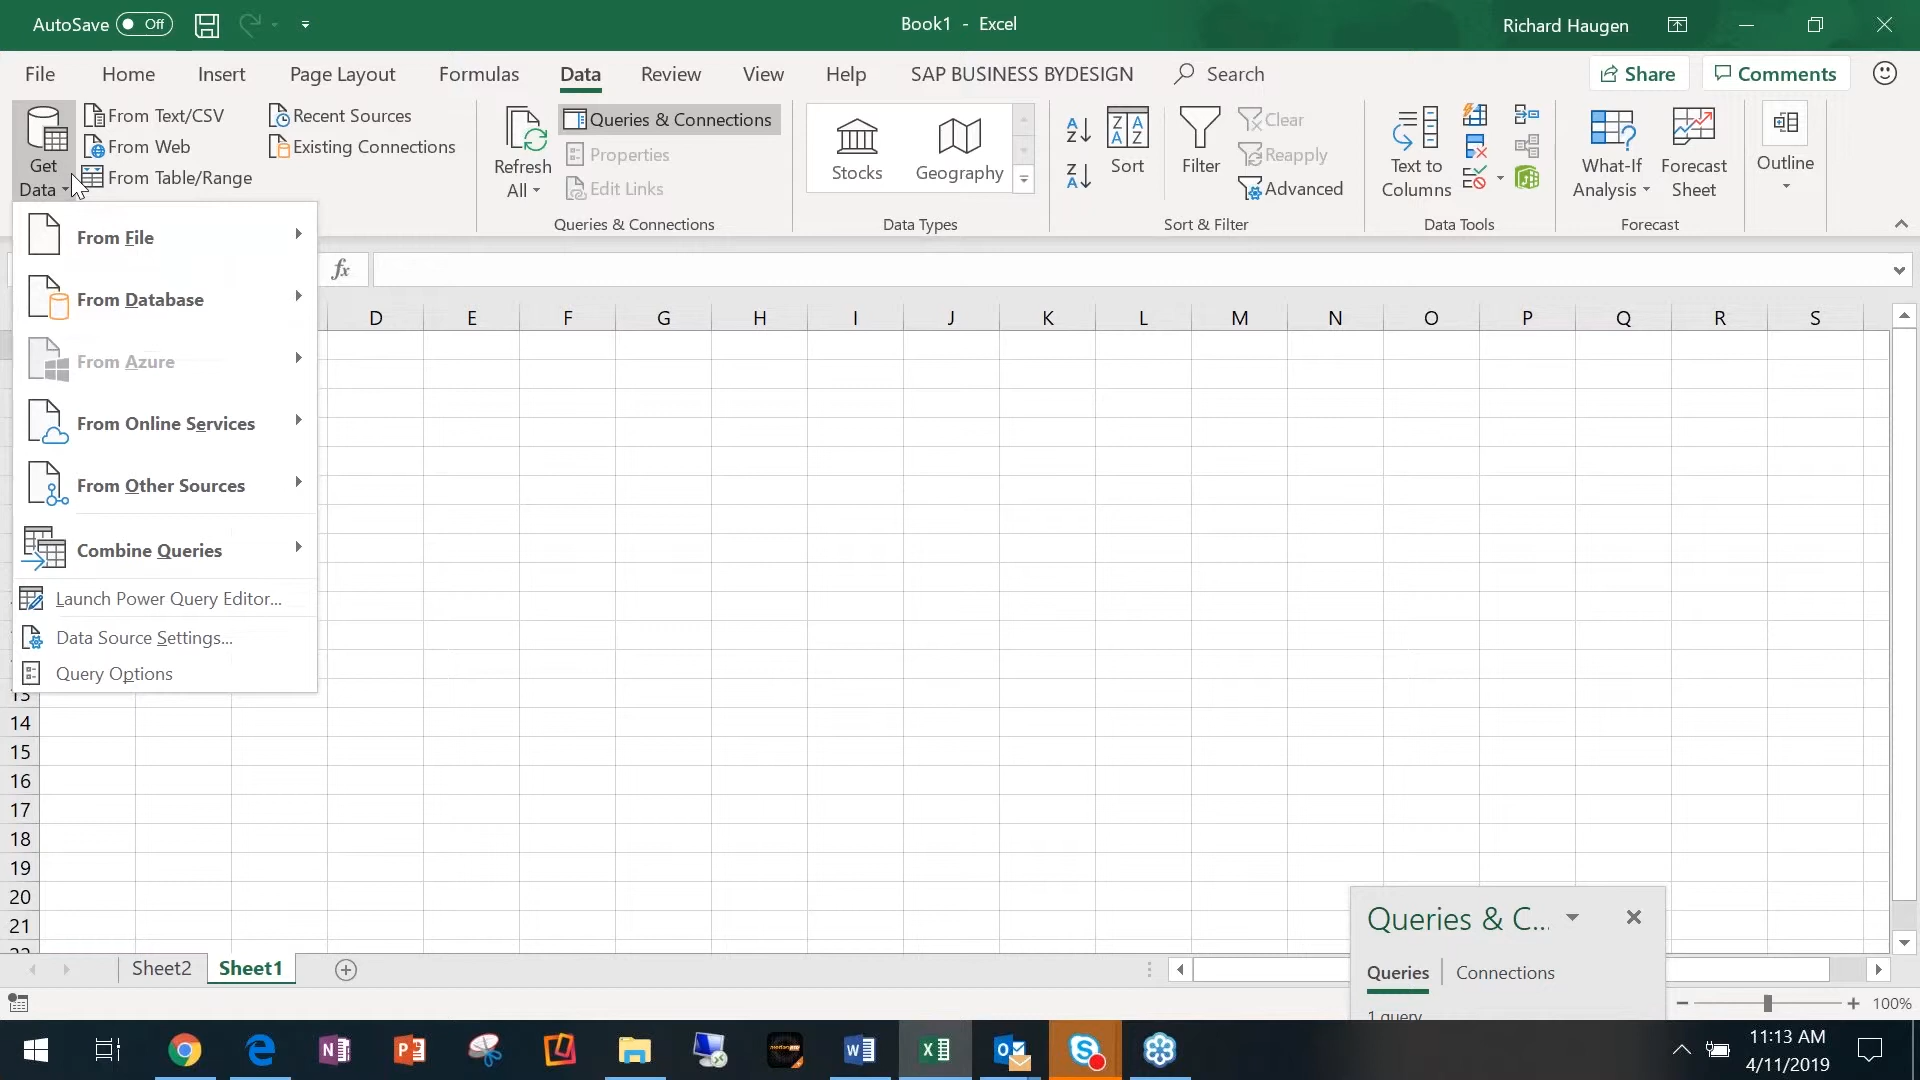 AutoSave Off
Book1 - Excel
Richard Haugen
File Home Insert Page Layout Formulas Data Review View Help SAP BUSINESS BYDESIGN Search
Share Comments
Get Data
From Text/CSV
From Web
From Table/Range
Recent Sources
Existing Connections
Refresh All
Queries & Connections
Properties
Edit Links
Queries & Connections
Stocks
Geography
Data Types
Sort
Filter
Clear
Reapply
Advanced
Sort & Filter
Text to Columns
Data Tools
What-If Analysis
Forecast Sheet
Forecast
Outline
From File
From Database
From Azure
From Online Services
From Other Sources
Combine Queries
Launch Power Query Editor...
Data Source Settings...
Query Options
fx
D E F G H I J K L M N O P Q R S
13
14
15
16
17
18
19
20
21
22
Queries & C...
Queries Connections
1 query
Sheet2 Sheet1
100%
11:13 AM
4/11/2019